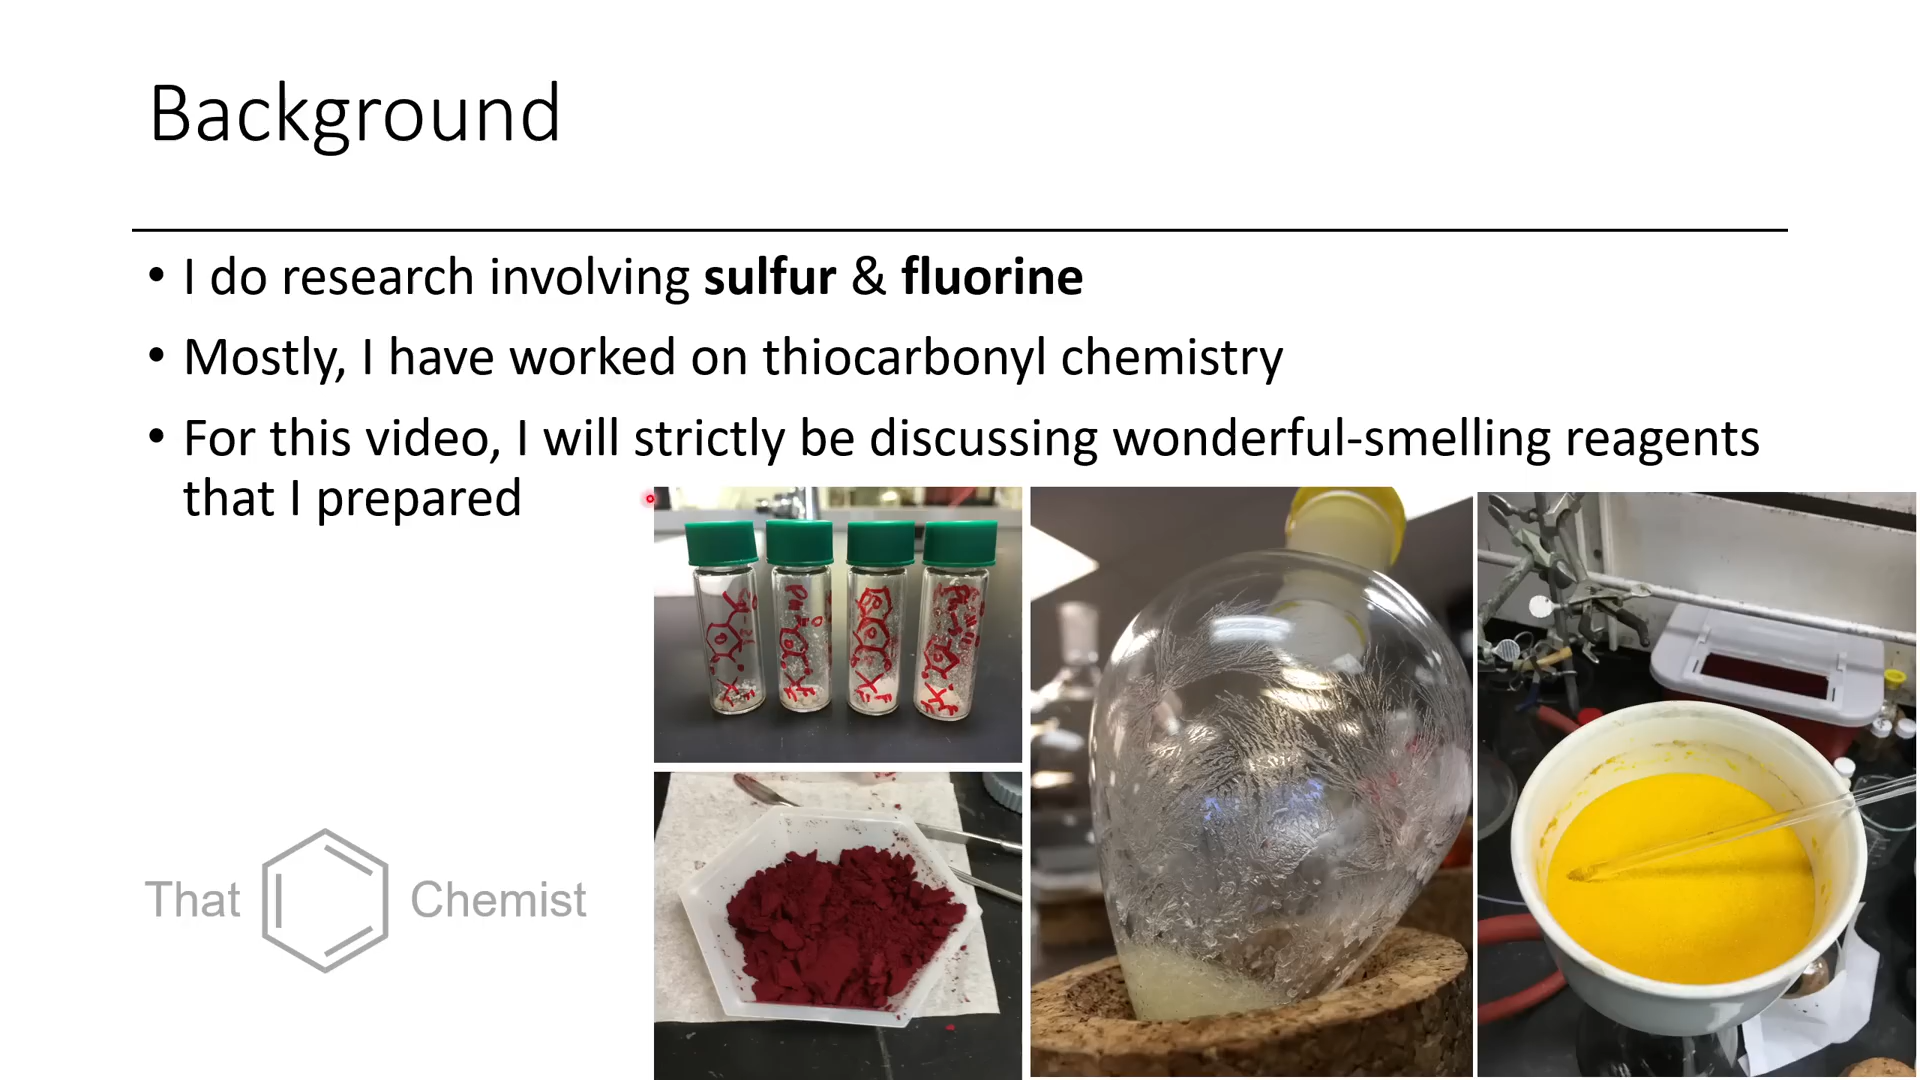 Background
• I do research involving sulfur & fluorine
• Mostly, I have worked on thiocarbonyl chemistry
• For this video, I will strictly be discussing wonderful-smelling reagents
that I prepared
That Chemist